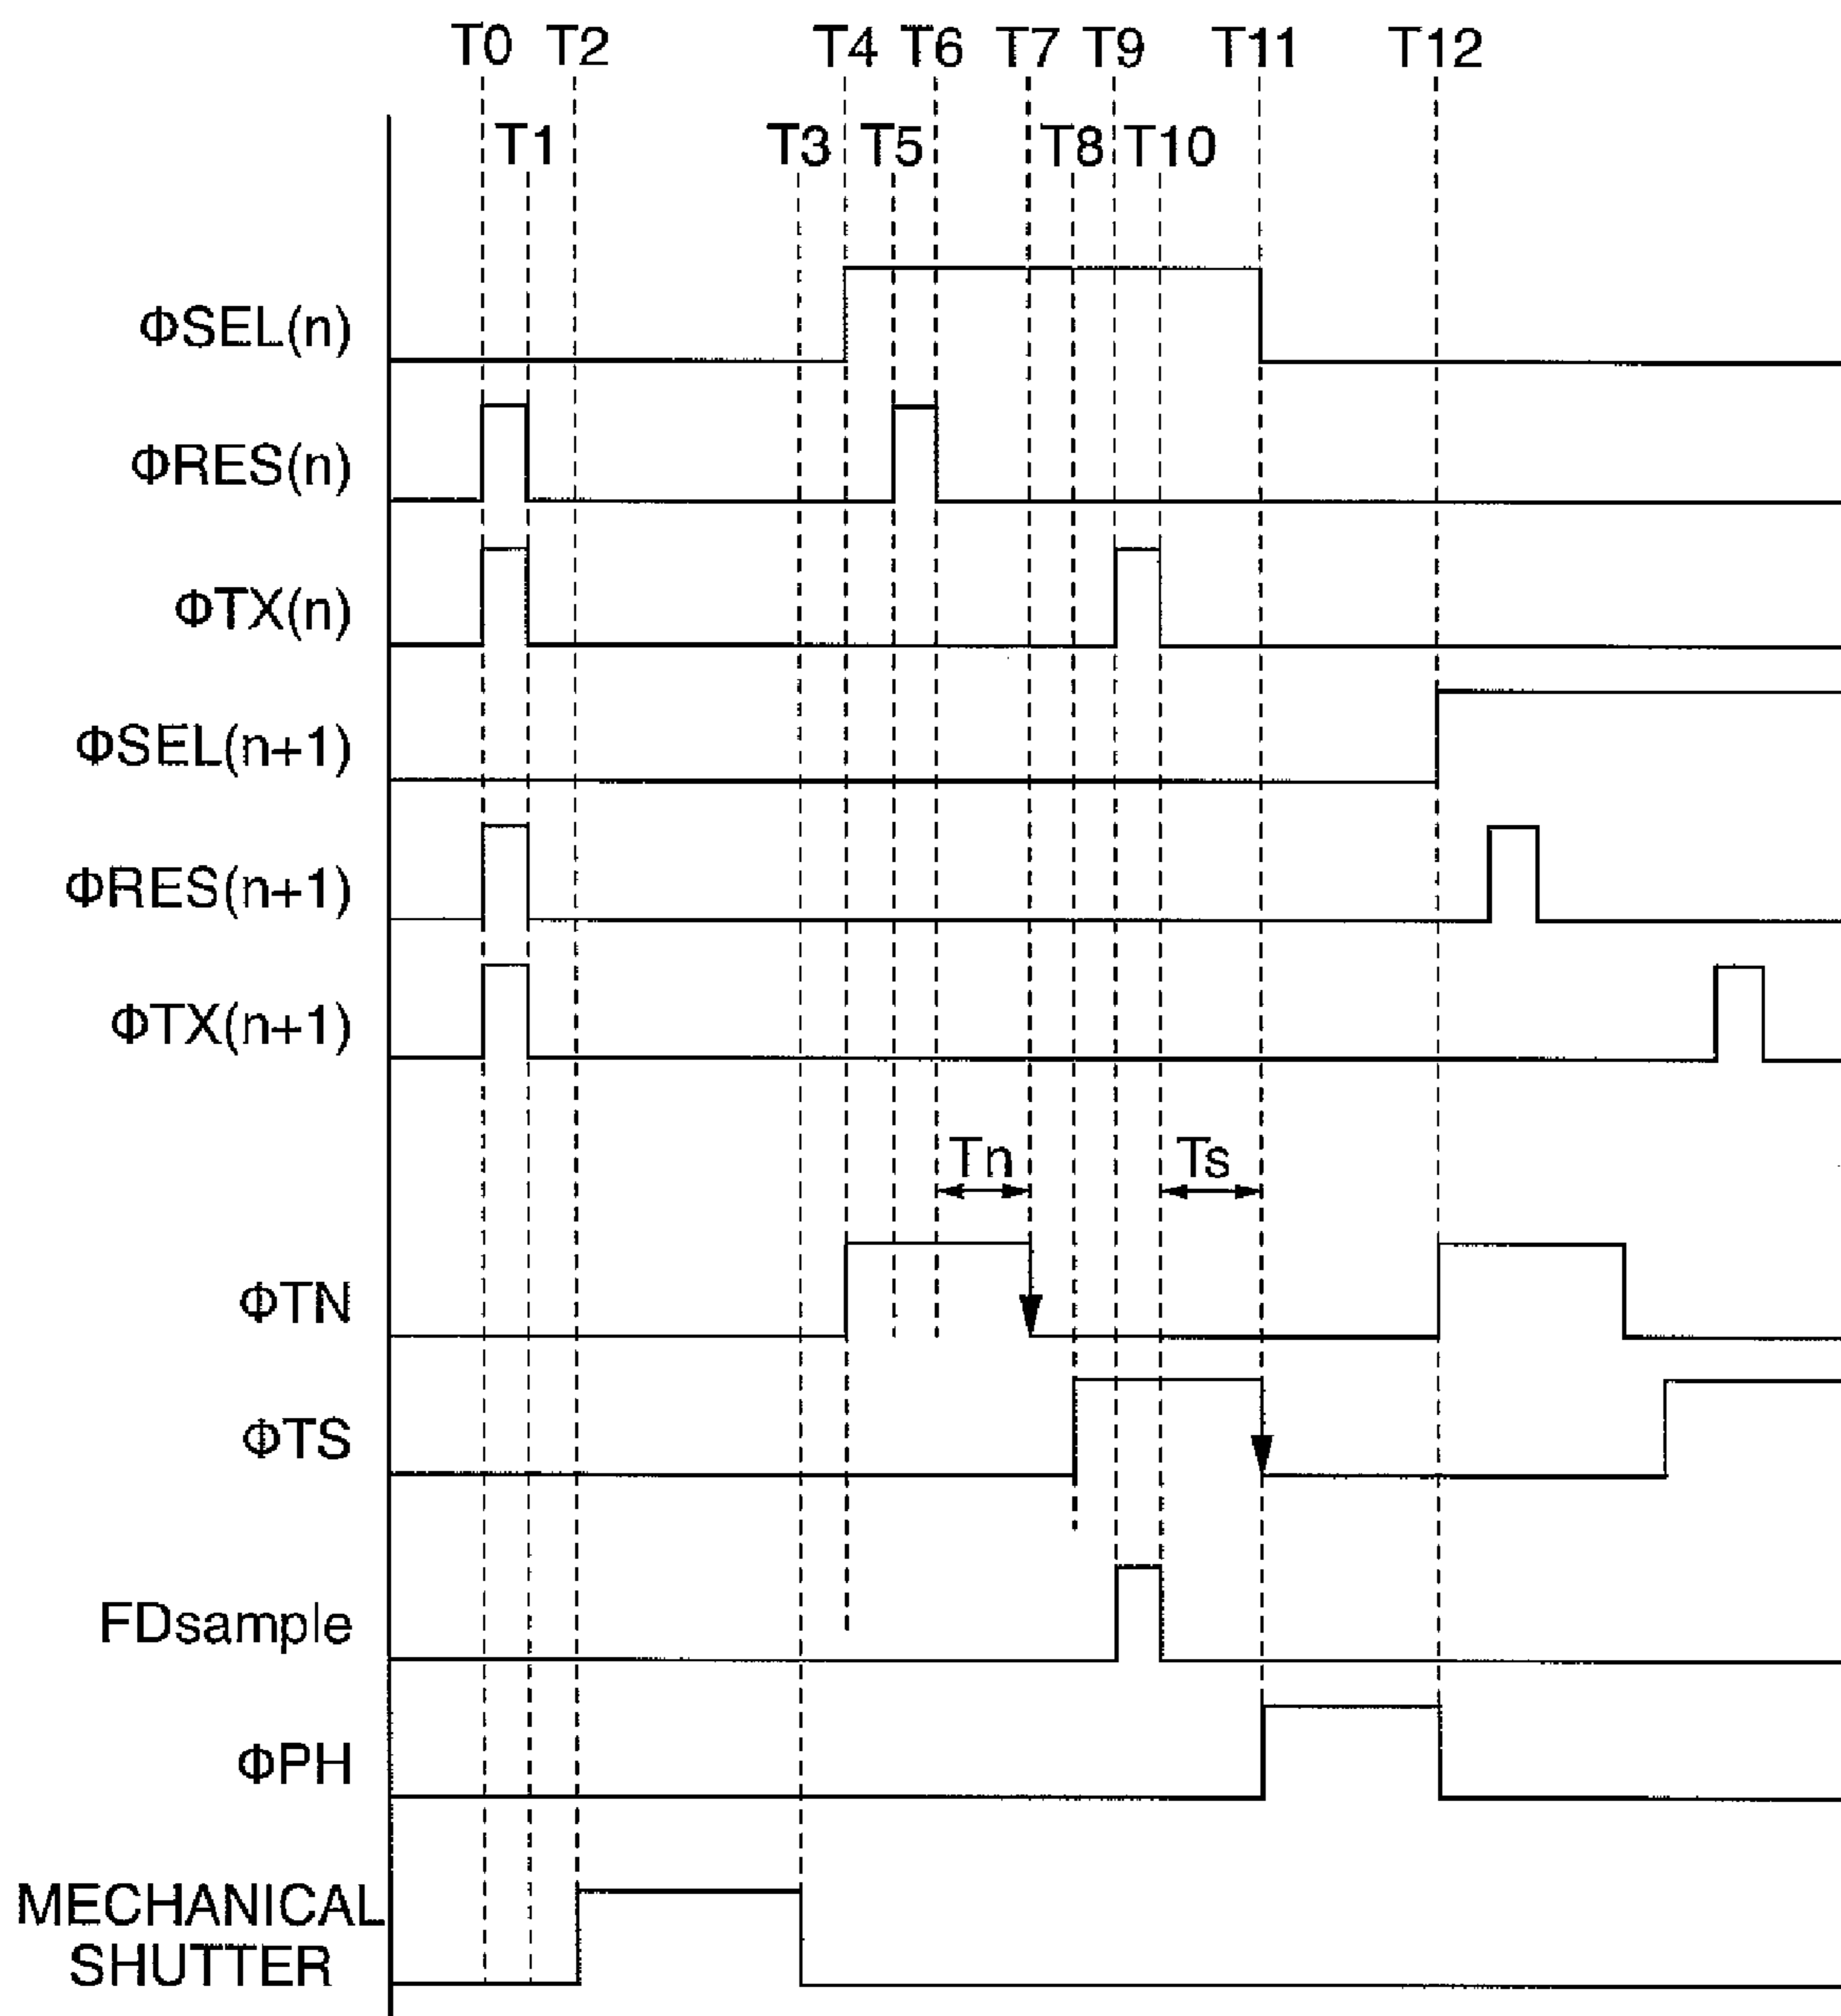 T0 T2 T4 T6 T7 T9 T11 T12
T1 T3 T5 T8 T10
ΦSEL(n)
ΦRES(n)
ΦTX(n)
ΦSEL(n+1)
ΦRES(n+1)
ΦTX(n+1)
Tn Ts
ΦTN
ΦTS
FDsample
ΦPH
MECHANICAL
SHUTTER